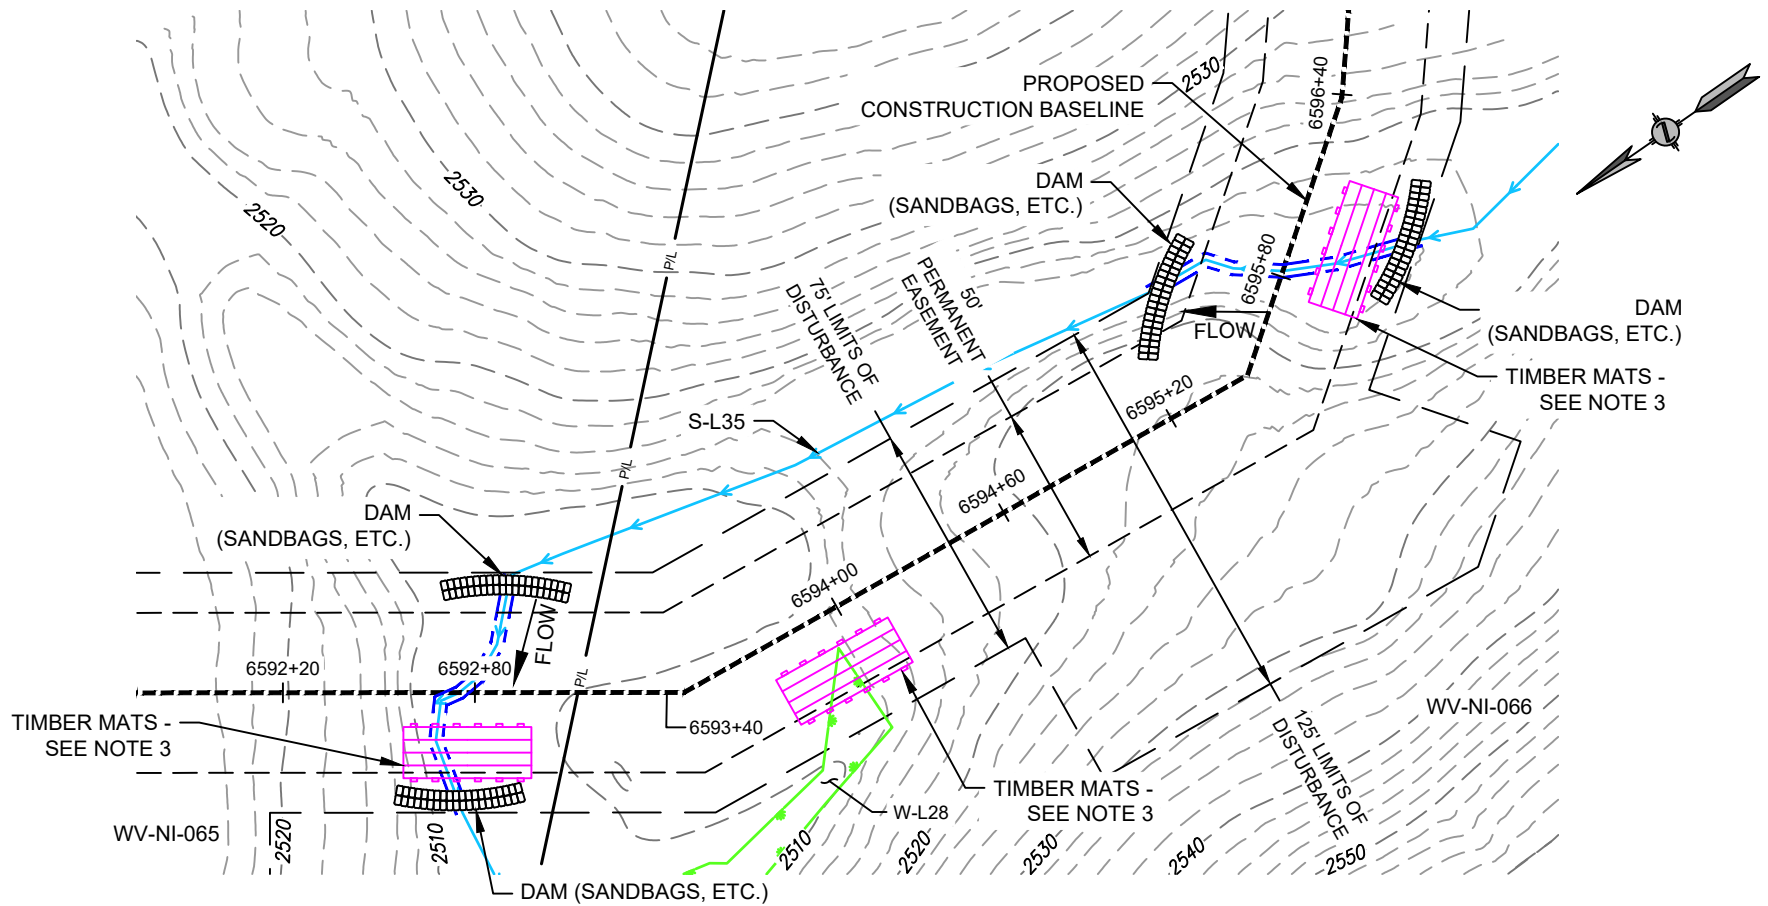 PROPOSED
CONSTRUCTION BASELINE
2530
6596+40
DAM
(SANDBAGS, ETC.)
2530
2520
P/L
50'
PERMANENT
EASEMENT
75' LIMITS OF
DISTURBANCE
6595+80
FLOW
DAM
(SANDBAGS, ETC.)
TIMBER MATS -
SEE NOTE 3
6595+20
S-L35
P/L
6594+60
DAM
(SANDBAGS, ETC.)
6594+00
FLOW
6592+20
6592+80
P/L
6593+40
TIMBER MATS -
SEE NOTE 3
WV-NI-066
125' LIMITS OF
DISTURBANCE
TIMBER MATS -
SEE NOTE 3
W-L28
WV-NI-065
2520
2510
2510
2520
2530
2540
2550
DAM (SANDBAGS, ETC.)